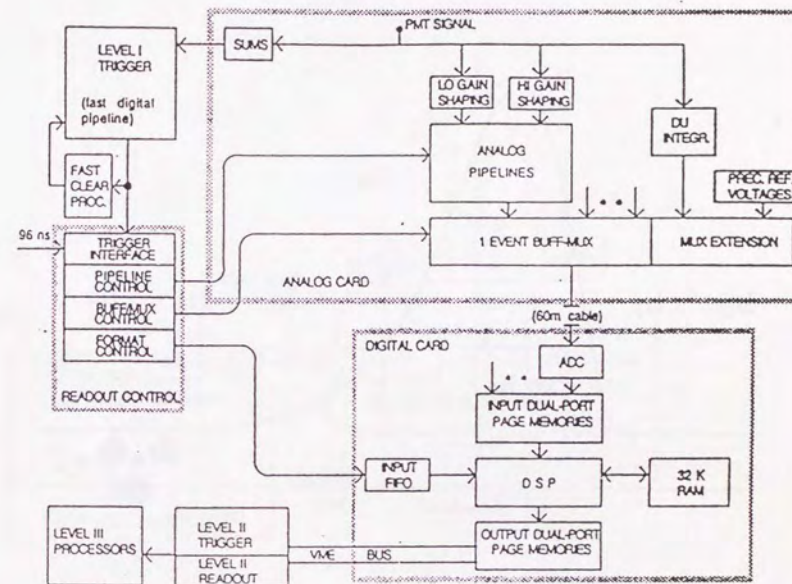 PMT SIGNAL
LEVEL I
TRIGGER
(fast digital
pipeline)
SUMS
LO GAIN
SHAPING
HI GAIN
SHAPING
DU
INTEGR.
ANALOG
PIPELINES
FAST
CLEAR
PROC.
PREC. REF.
VOLTAGES
96 ns
TRIGGER
INTERFACE
1 EVENT BUFF-MUX
MUX EXTENSION
PIPELINE
CONTROL
ANALOG CARD
BUFF/MUX
CONTROL
(60m cable)
FORMAT
CONTROL
DIGITAL CARD
ADC
READOUT CONTROL
INPUT DUAL-PORT
PAGE MEMORIES
INPUT
FIFO
DSP
32 K
RAM
LEVEL III
PROCESSORS
LEVEL II
TRIGGER
LEVEL II
READOUT
VME BUS
OUTPUT DUAL-PORT
PAGE MEMORIES